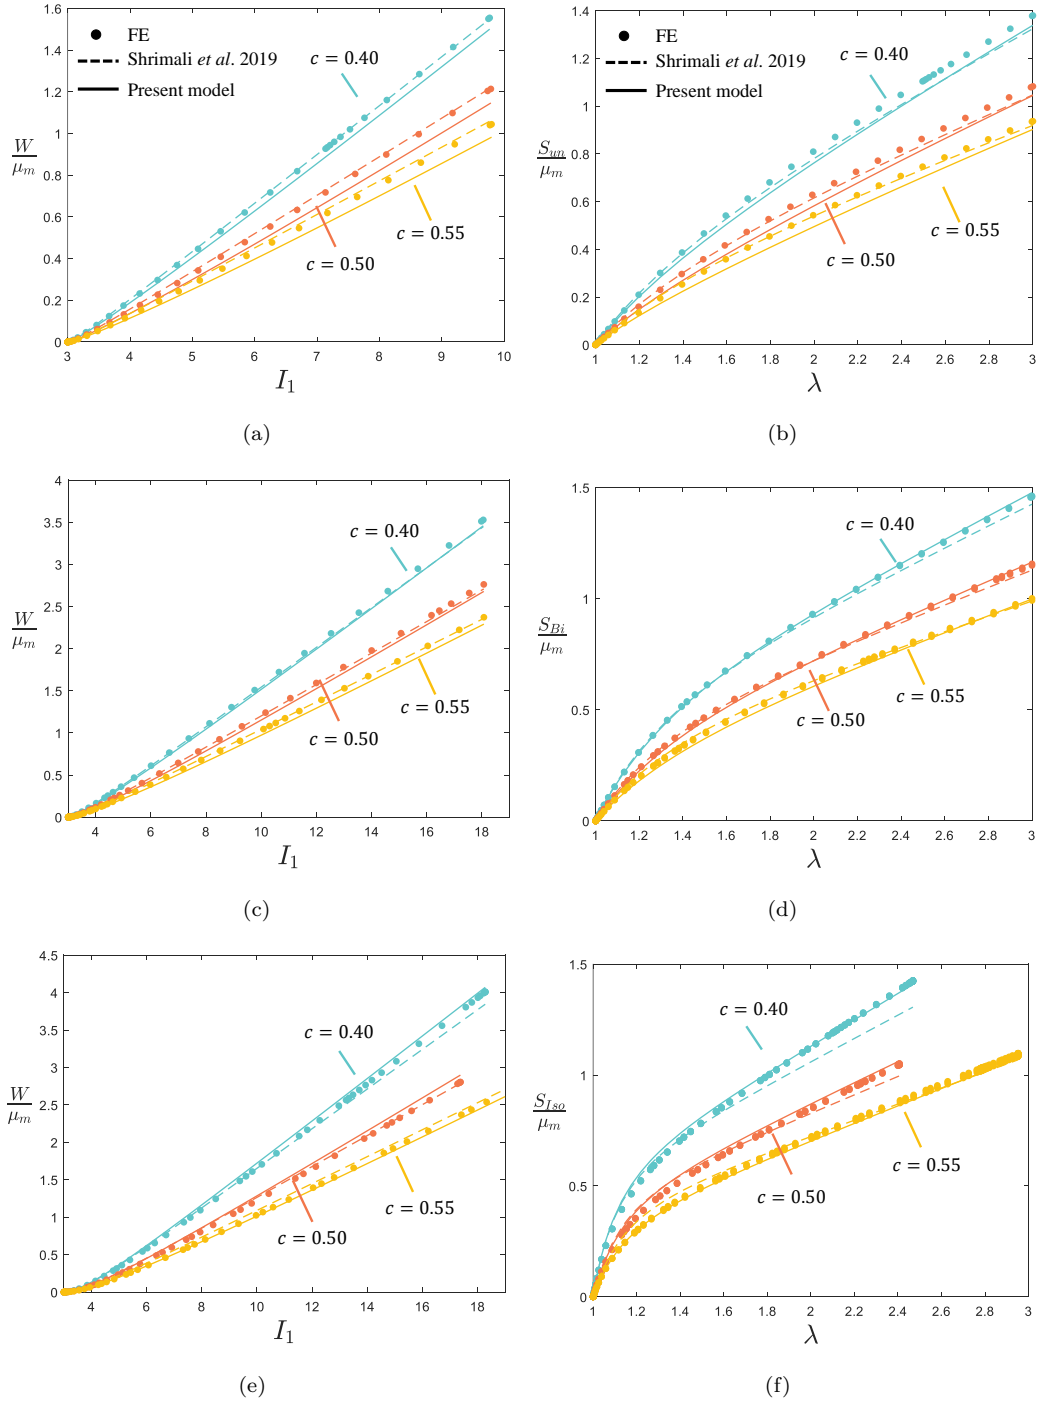 FE
Shrimali et al. 2019
Present model
c = 0.40
c = 0.50
c = 0.55
W
μm
0
0.2
0.4
0.6
0.8
1
1.2
1.4
1.6
3 4 5 6 7 8 9 10
I1
(a)
FE
Shrimali et al. 2019
Present model
c = 0.40
c = 0.55
c = 0.50
Sun
μm
0
0.2
0.4
0.6
0.8
1
1.2
1.4
1 1.2 1.4 1.6 1.8 2 2.2 2.4 2.6 2.8 3
λ
(b)
c = 0.40
c = 0.55
c = 0.50
W
μm
0
0.5
1
1.5
2
2.5
3
3.5
4
4 6 8 10 12 14 16 18
I1
(c)
c = 0.40
c = 0.50
c = 0.55
SBi
μm
0
0.5
1
1.5
1 1.2 1.4 1.6 1.8 2 2.2 2.4 2.6 2.8 3
λ
(d)
c = 0.40
c = 0.55
c = 0.50
W
μm
0
0.5
1
1.5
2
2.5
3
3.5
4
4.5
4 6 8 10 12 14 16 18
I1
(e)
c = 0.40
c = 0.55
c = 0.50
SIso
μm
0
0.5
1
1.5
1 1.2 1.4 1.6 1.8 2 2.2 2.4 2.6 2.8 3
λ
(f)